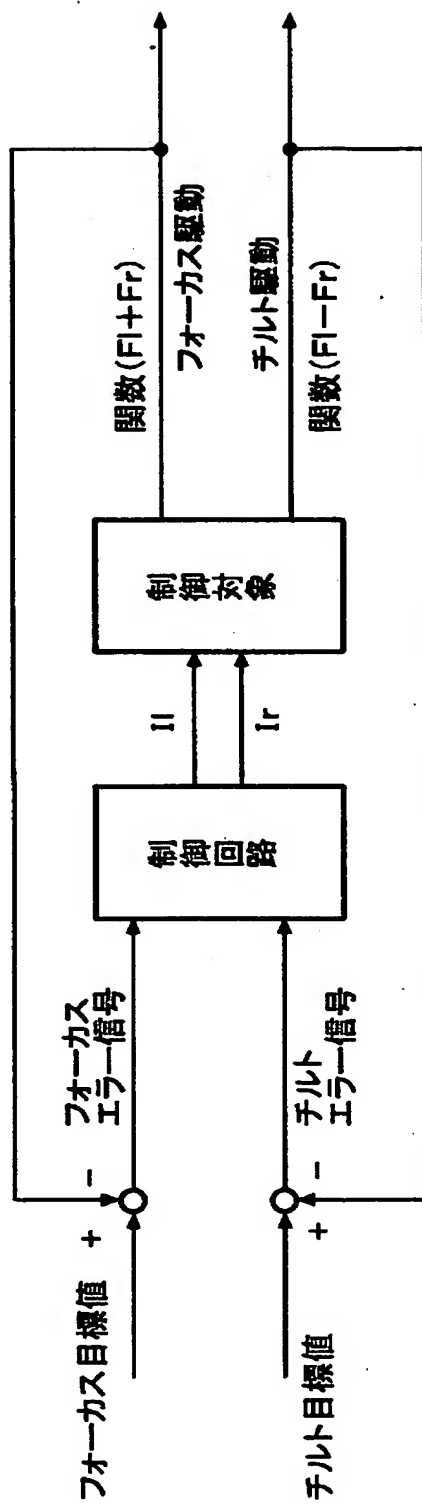 フォーカス目標値
+
-
フォーカス
エラー信号
チルト目標値
+
-
チルト
エラー信号
制御回路
Il
Ir
制御対象
関数(Fl+Fr)
フォーカス駆動
チルト駆動
関数(Fl-Fr)